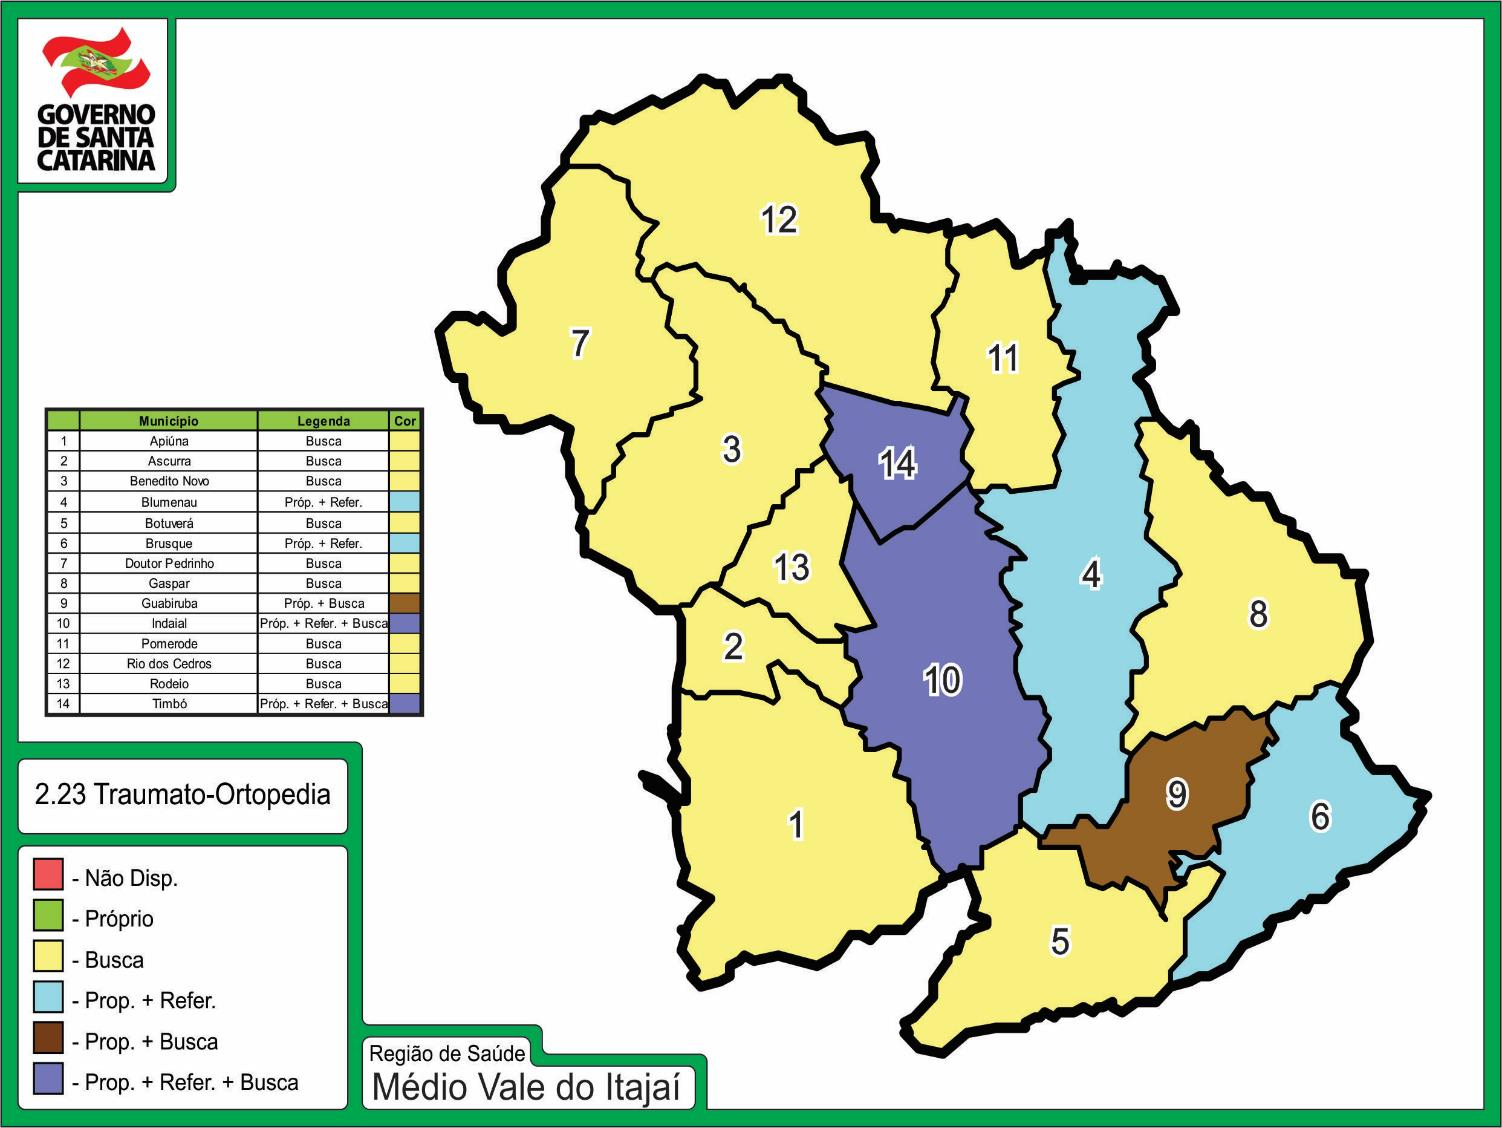 GOVERNO
DE SANTA
CATARINA
12
7
11
3
14
13
4
8
2
10
9
6
1
5
Município Legenda Cor
1 Apiúna Busca
2 Ascurra Busca
3 Benedito Novo Busca
4 Blumenau Próp. + Refer.
5 Botuverá Busca
6 Brusque Próp. + Refer.
7 Doutor Pedrinho Busca
8 Gaspar Busca
9 Guabiruba Próp. + Busca
10 Indaial Próp. + Refer. + Busca
11 Pomerode Busca
12 Rio dos Cedros Busca
13 Rodeio Busca
14 Timbó Próp. + Refer. + Busca
2.23 Traumato-Ortopedia
- Não Disp.
- Próprio
- Busca
- Prop. + Refer.
- Prop. + Busca
- Prop. + Refer. + Busca
Região de Saúde
Médio Vale do Itajaí